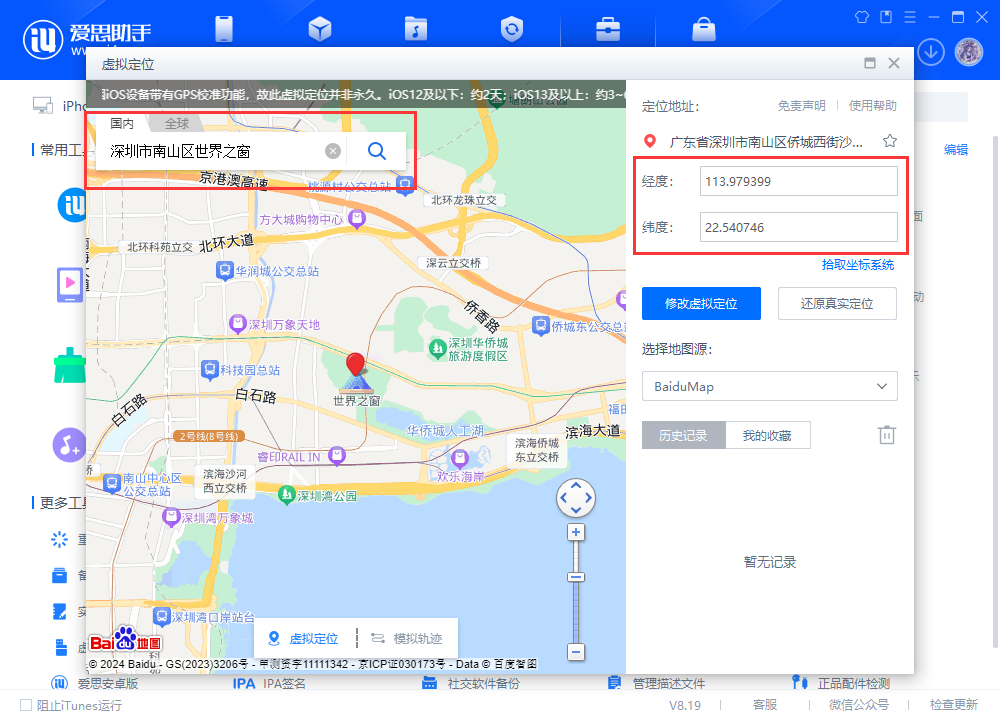 爱思助手
www.i4.cn
虚拟定位
iOS设备带有GPS校准功能，故此虚拟定位并非永久。iOS12及以下：约2天；iOS13及以上：约3~
国内
全球
深圳市南山区世界之窗
京港澳高速
桃源村公交总站
北环龙珠立交
方大城购物中心
北环科苑立交
北环大道
深云立交桥
华润城公交总站
侨香路
侨城东公交总
深圳万象天地
深圳华侨城
旅游度假区
科技园总站
白石路
世界之窗
白石路
福田
2号线(8号线)
华侨城人工湖
滨海大道
滨海侨城
东立交桥
睿印RAIL IN
欢乐海岸
南山中心区
公交总站
滨海沙河
西立交桥
深圳湾公园
深圳湾万象城
深圳湾口岸站台
虚拟定位
模拟轨迹
Bai du 地图
© 2024 Baidu - GS(2023)3206号 - 甲测资字11111342 - 京ICP证030173号 - Data © 百度智图
定位地址：
免责声明
使用帮助
广东省深圳市南山区侨城西街沙...
经度：
113.979399
纬度：
22.540746
拾取坐标系统
修改虚拟定位
还原真实定位
选择地图源：
BaiduMap
历史记录
我的收藏
暂无记录
iPho
常用工
编辑
更多工具
爱思安卓版
IPA
IPA签名
社交软件备份
管理描述文件
正品配件检测
阻止iTunes运行
V8.19
客服
微信公众号
检查更新